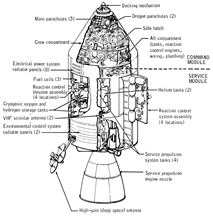 Docking mechanism
Drogue parachutes (2)
Main parachutes (3)
Side hatch
Crew compartment
Aft compartment (tanks,
reaction control engines,
wiring, plumbing)
COMMAND
MODULE
SERVICE
MODULE
Electrical power system
radiator panels (8)
Fuel cells (3)
Reaction control
thruster assembly
(4 locations)
Helium tanks (2)
Cryogenic oxygen and
hydrogen storage tanks
VHF scimitar antenna (2)
Environmental control system
radiator panels (2)
Reaction control system
assembly (4 locations)
Service propulsion
system tanks (4)
Service propulsion
engine nozzle
High-gain (deep space) antenna